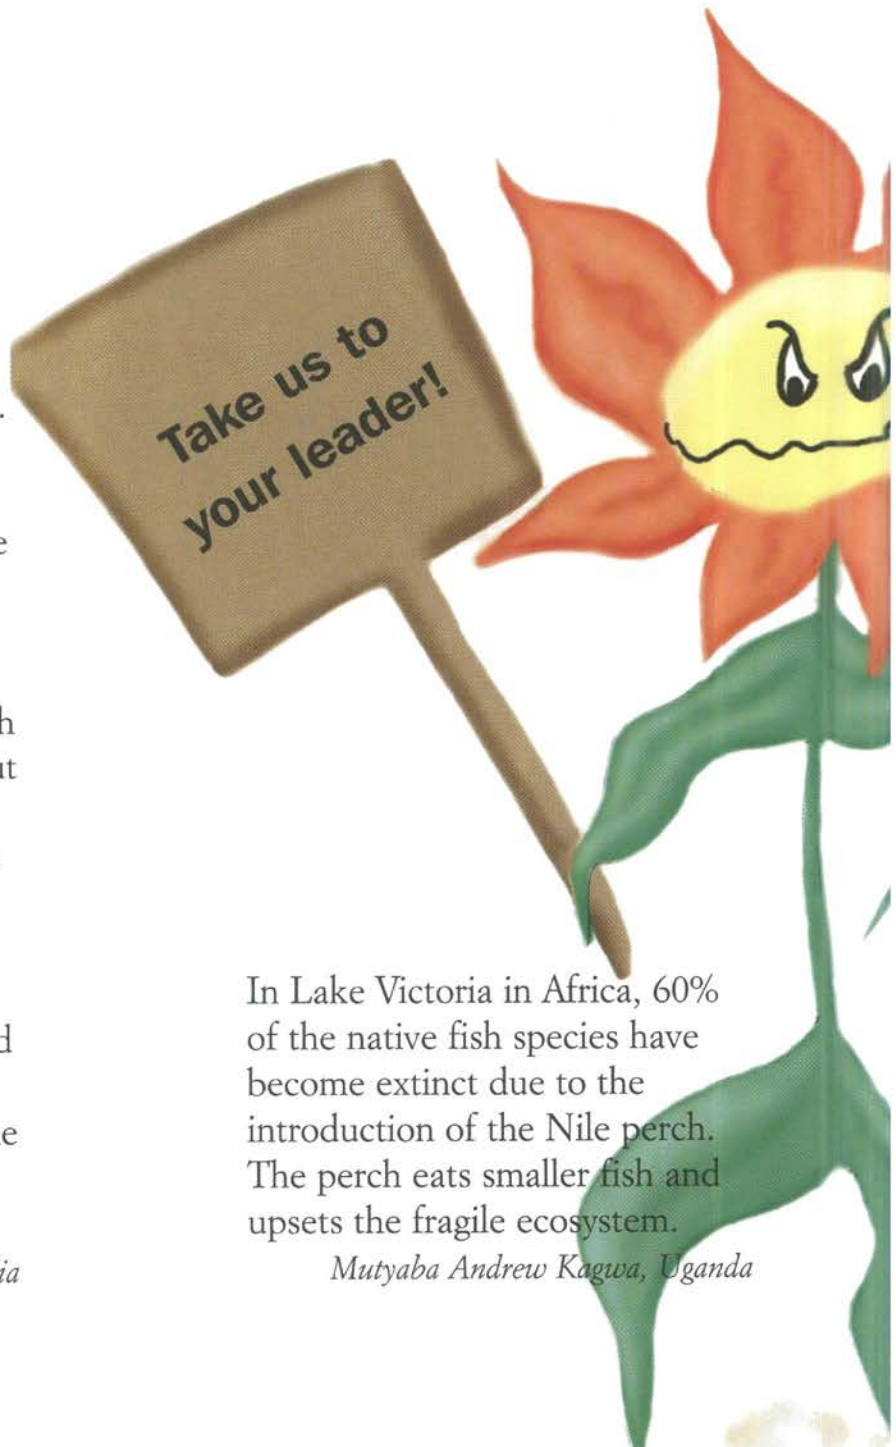 Take us to
your leader!
In Lake Victoria in Africa, 60%
of the native fish species have
become extinct due to the
introduction of the Nile perch.
The perch eats smaller fish and
upsets the fragile ecosystem.
Mutyaba Andrew Kagwa, Uganda